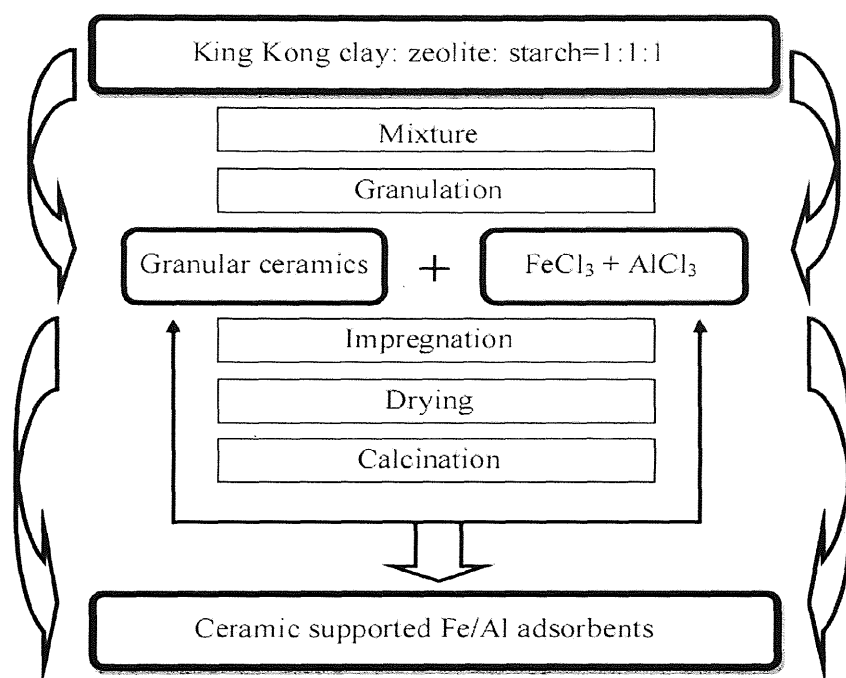 King Kong clay: zeolite: starch=1:1:1
Mixture
Granulation
Granular ceramics + FeCl₃ + AlCl₃
Impregnation
Drying
Calcination
Ceramic supported Fe/Al adsorbents